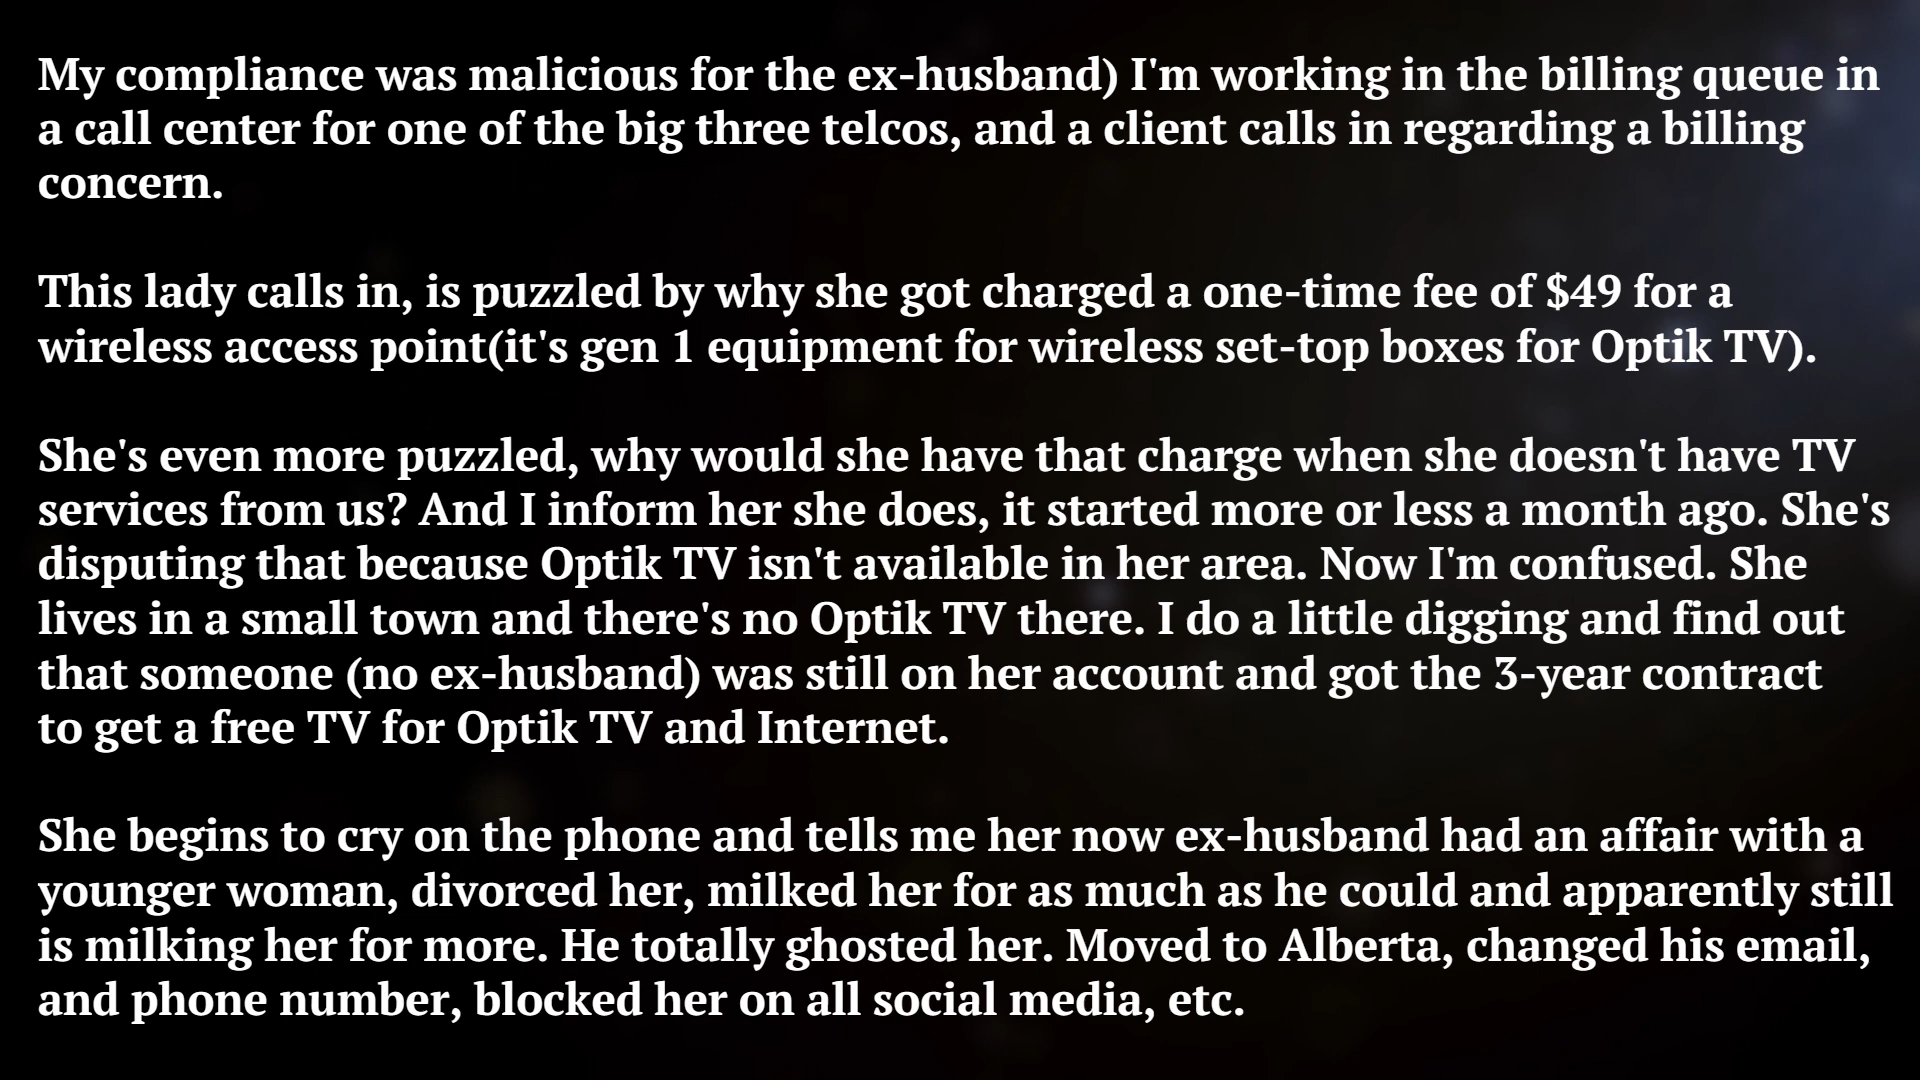 My compliance was malicious for the ex-husband) I'm working in the billing queue in
a call center for one of the big three telcos, and a client calls in regarding a billing
concern.
This lady calls in, is puzzled by why she got charged a one-time fee of $49 for a
wireless access point(it's gen 1 equipment for wireless set-top boxes for Optik TV).
She's even more puzzled, why would she have that charge when she doesn't have TV
services from us? And I inform her she does, it started more or less a month ago. She's
disputing that because Optik TV isn't available in her area. Now I'm confused. She
lives in a small town and there's no Optik TV there. I do a little digging and find out
that someone (no ex-husband) was still on her account and got the 3-year contract
to get a free TV for Optik TV and Internet.
She begins to cry on the phone and tells me her now ex-husband had an affair with a
younger woman, divorced her, milked her for as much as he could and apparently still
is milking her for more. He totally ghosted her. Moved to Alberta, changed his email,
and phone number, blocked her on all social media, etc.